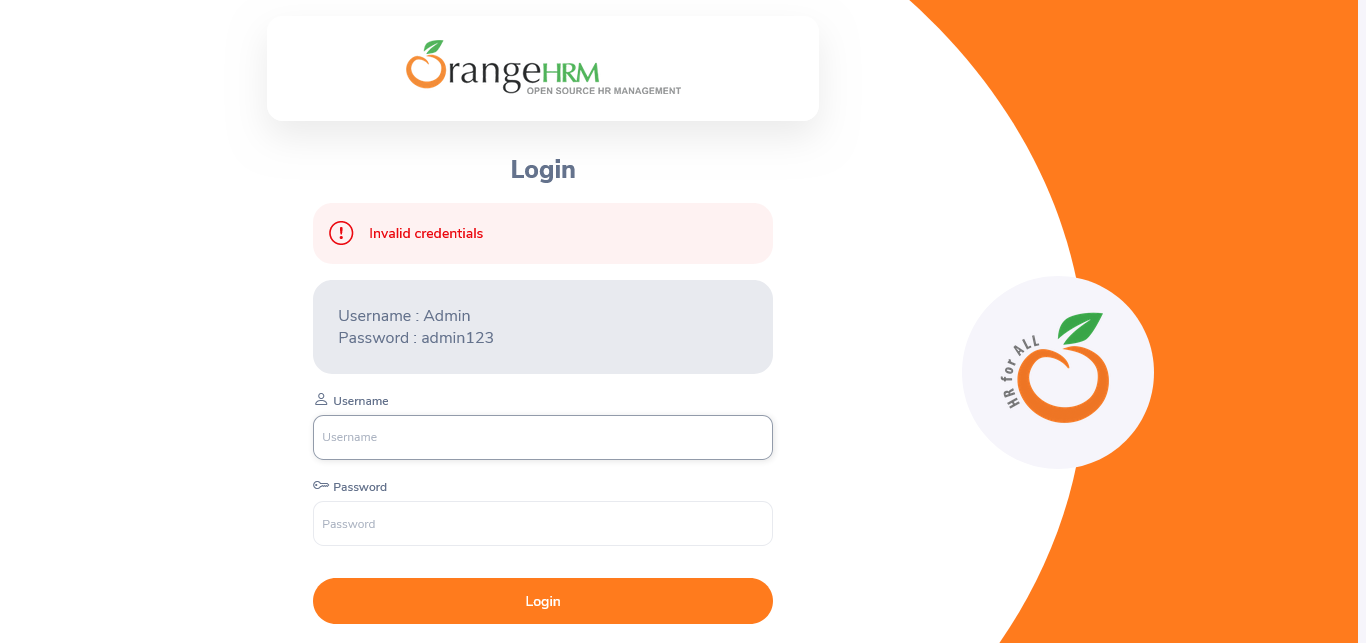 OrangeHRM
OPEN SOURCE HR MANAGEMENT
Login
Invalid credentials
Username : Admin
Password : admin123
Username
Username
Password
Password
Login
HR for ALL